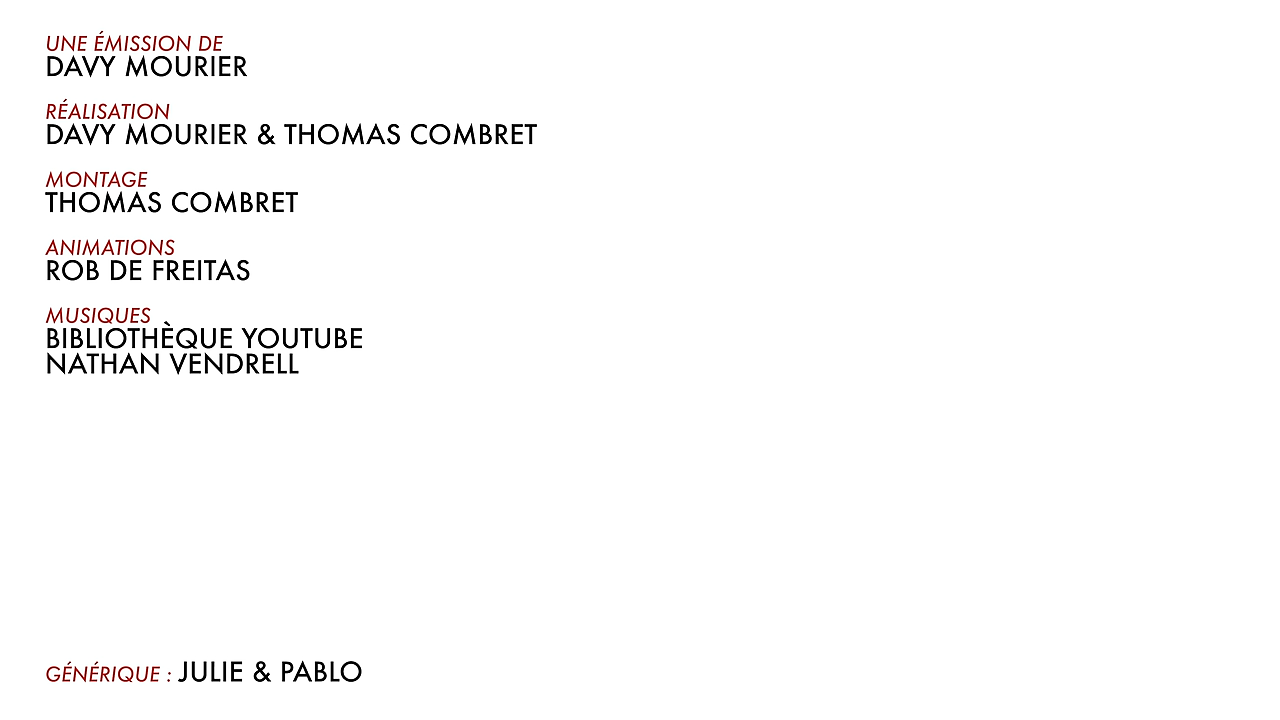 UNE ÉMISSION DE
DAVY MOURIER
RÉALISATION
DAVY MOURIER & THOMAS COMBRET
MONTAGE
THOMAS COMBRET
ANIMATIONS
ROB DE FREITAS
MUSIQUES
BIBLIOTHÈQUE YOUTUBE
NATHAN VENDRELL
GÉNÉRIQUE : JULIE & PABLO